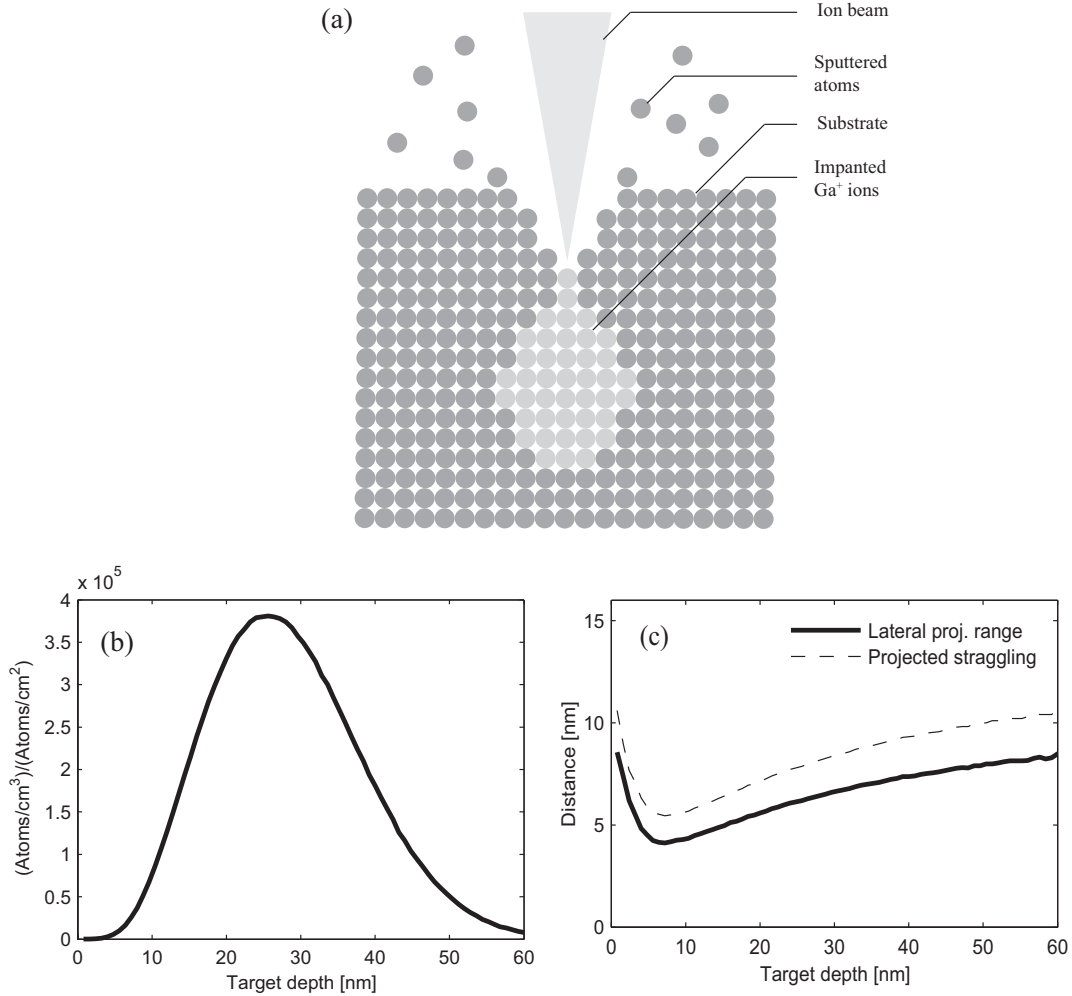 (a)
Ion beam
Sputtered
atoms
Substrate
Impanted
Ga⁺ ions
x 10⁵
(b)
4
3.5
3
2.5
2
1.5
1
0.5
0
0 10 20 30 40 50 60
Target depth [nm]
(Atoms/cm³)/(Atoms/cm²)
(c)
Lateral proj. range
Projected straggling
15
10
5
0
0 10 20 30 40 50 60
Target depth [nm]
Distance [nm]